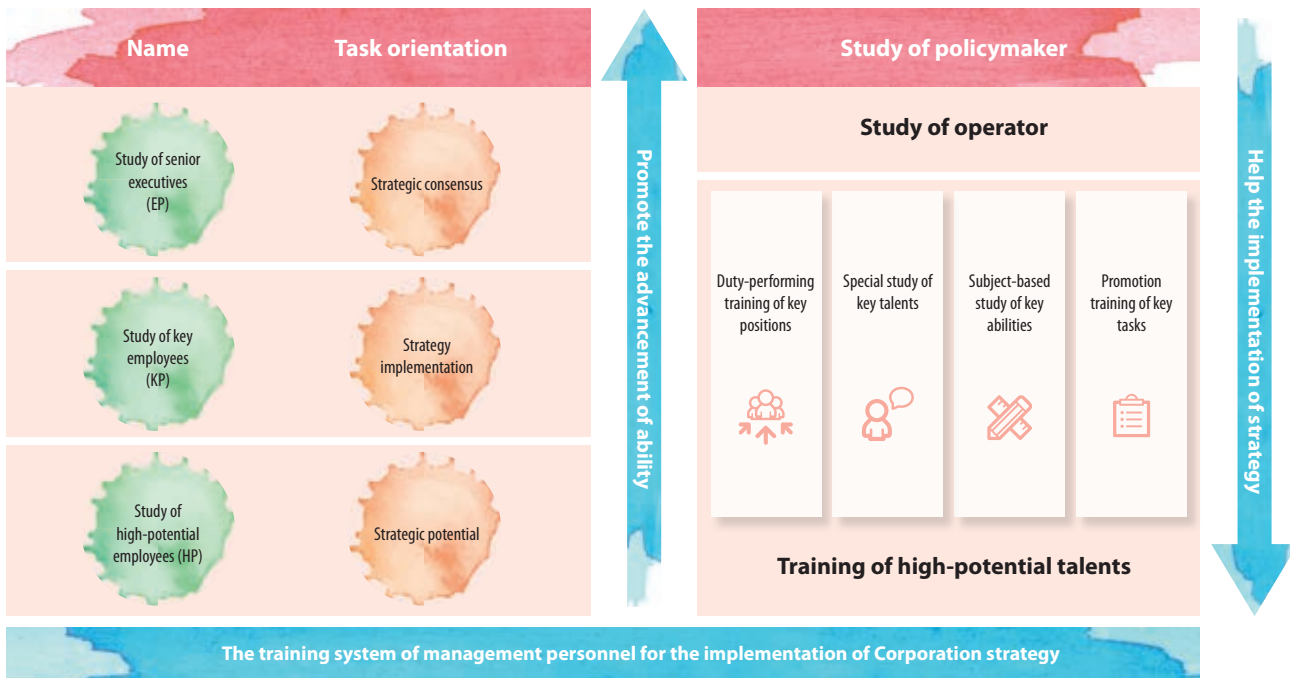 Name
Task orientation
Study of senior
executives
(EP)
Strategic consensus
Study of key
employees
(KP)
Strategy
implementation
Study of
high-potential
employees (HP)
Strategic potential
Promote the advancement of ability
Study of policymaker
Study of operator
Duty-performing
training of key
positions
Special study of
key talents
Subject-based
study of key
abilities
Promotion
training of key
tasks
Training of high-potential talents
Help the implementation of strategy
The training system of management personnel for the implementation of Corporation strategy